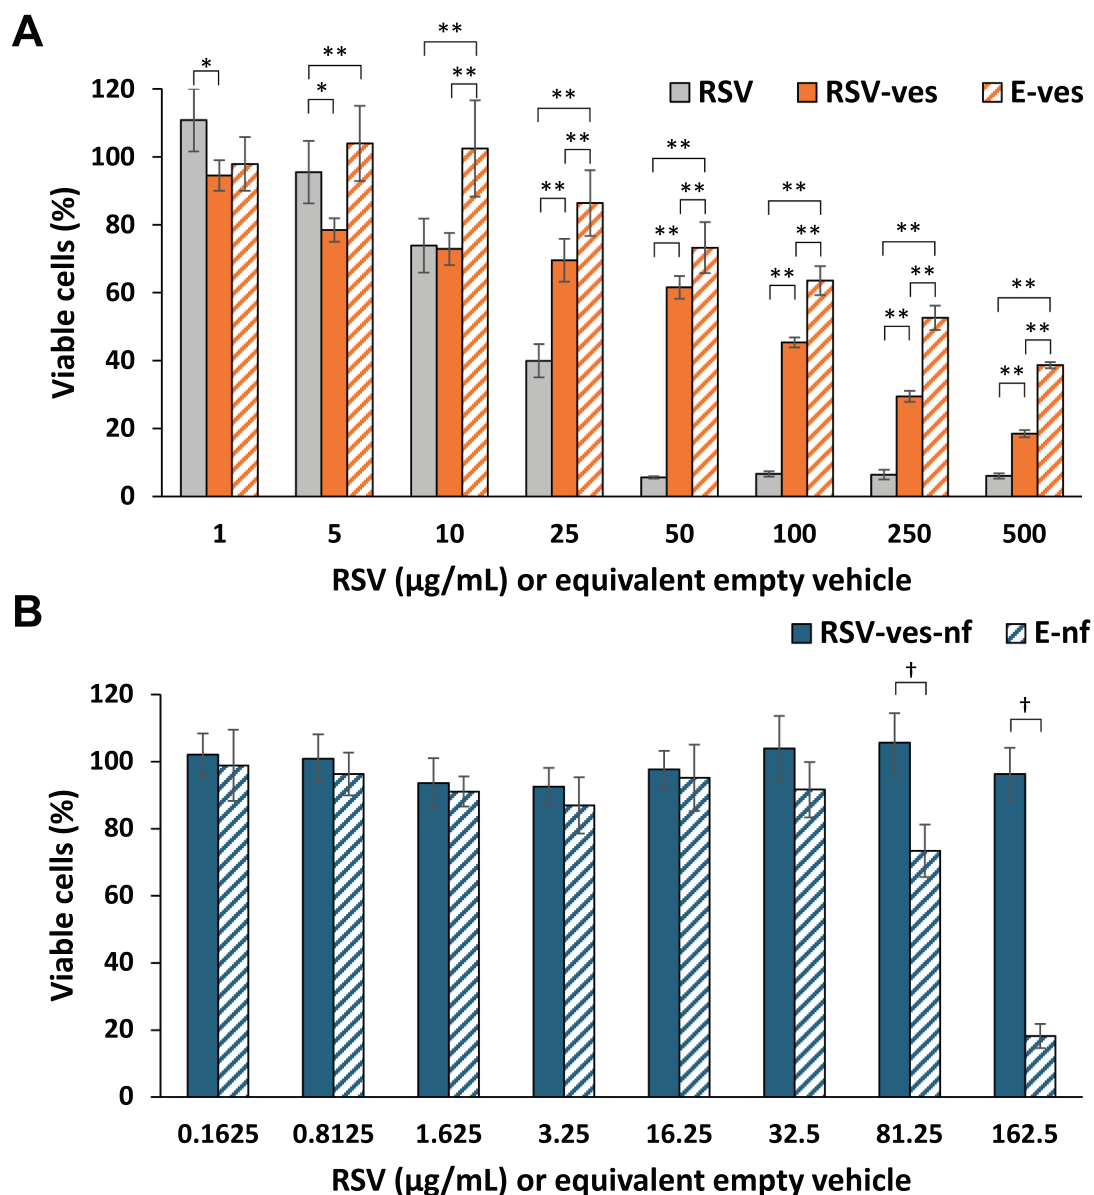 A
RSV RSV-ves E-ves
Viable cells (%)
120
100
80
60
40
20
0
* 
* **
** **
** ** **
** ** **
** ** **
** ** **
** ** **
1 5 10 25 50 100 250 500
RSV (µg/mL) or equivalent empty vehicle
B
RSV-ves-nf E-nf
Viable cells (%)
120
100
80
60
40
20
0
† †
0.1625 0.8125 1.625 3.25 16.25 32.5 81.25 162.5
RSV (µg/mL) or equivalent empty vehicle